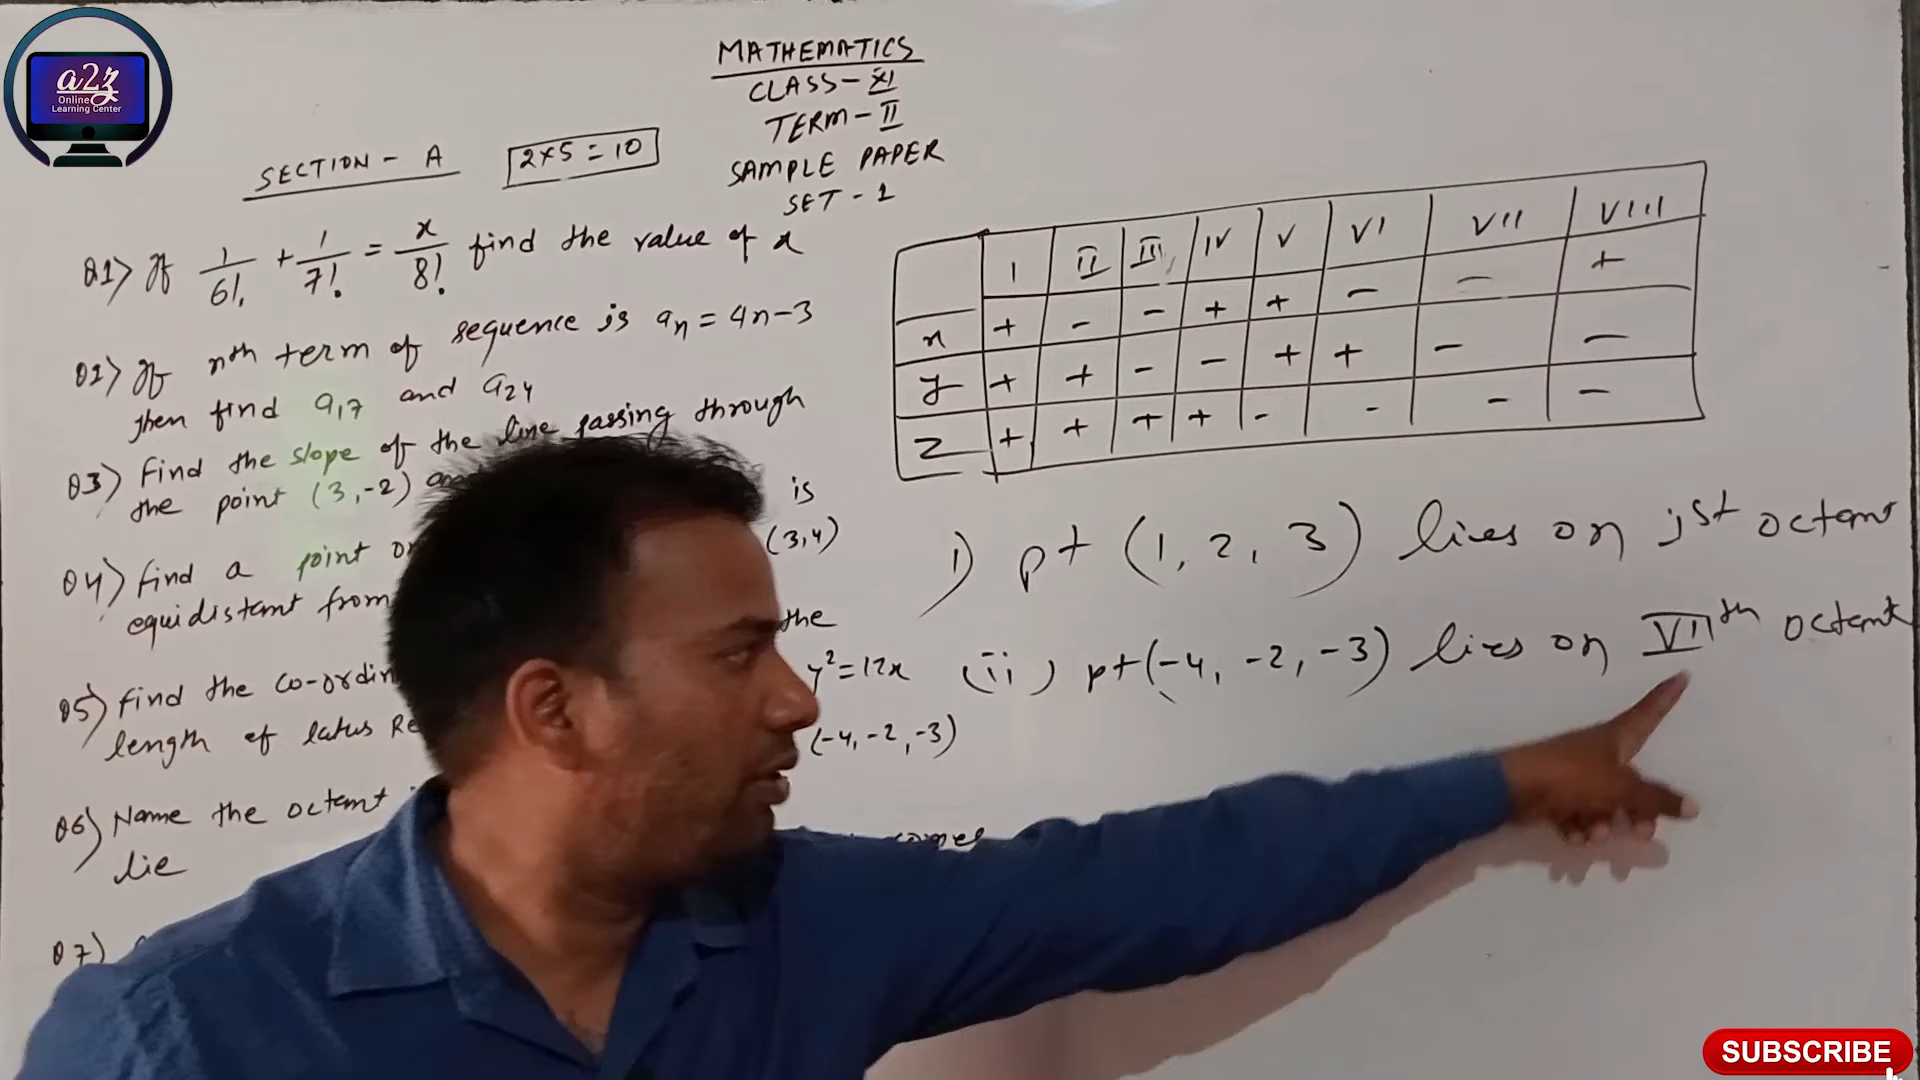 a2z
Online
Learning Center
MATHEMATICS
CLASS - XI
TERM - II
SAMPLE PAPER
SET - 1
SECTION - A
2×5 = 10
Q1) If 1/6! + 1/7! = x/8! find the value of x
Q2) If nth term of sequence is aₙ = 4n-3
then find a₁₇ and a₂₄
Q3) Find the slope of the line passing through
the point (3, -2)
is
Q4) find a point
(3,4)
equidistant from
the
Q5) find the co-ordin
y²=12x
length of latus Re
(-4, -2, -3)
Q6) Name the octant
lie
Q7)
I II III IV V VI VII VIII
x + - - + + - - +
y + + - - + + - -
z + + + + - - - -
i) pt (1, 2, 3) lies on 1st octant
(ii) pt (-4, -2, -3) lies on VIIth octant
SUBSCRIBE